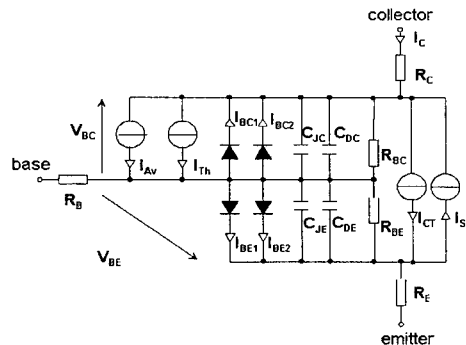 collector
I_C
R_C
V_BC
I_BC1 I_BC2
C_JC C_DC
R_BC
base
I_Av I_Th
R_B
C_JE C_DE
R_BE
I_CT I_S
V_BE
I_BE1 I_BE2
R_E
emitter